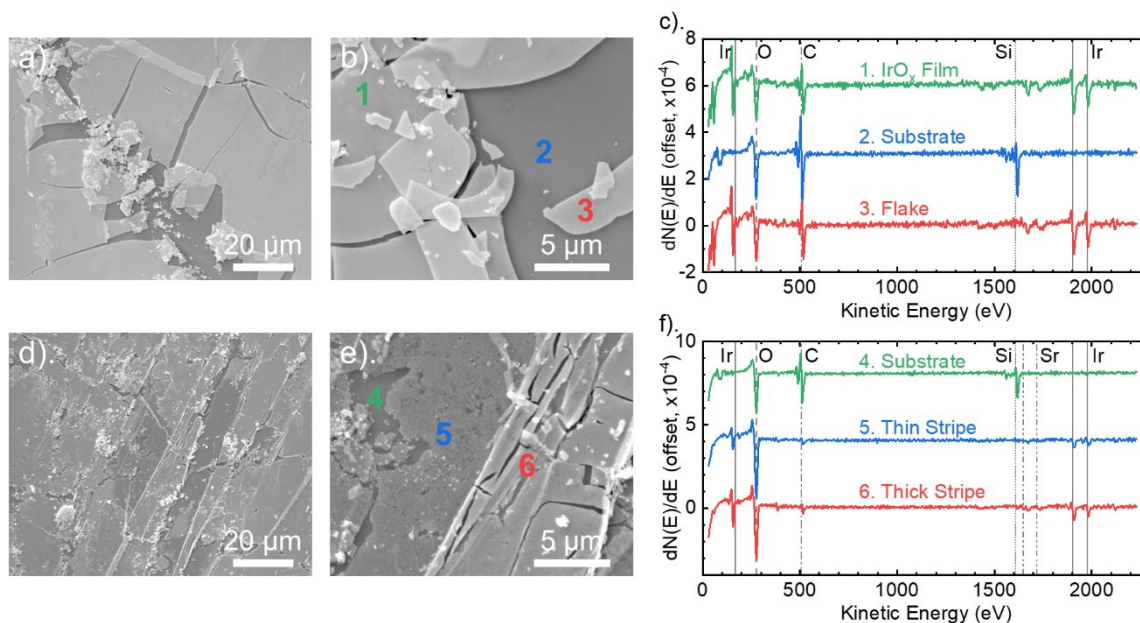 a).
20 µm
b).
1
2
3
5 µm
c).
Ir O C Si Ir
1. IrOₓ Film
2. Substrate
3. Flake
8
6
4
2
0
-2
dN(E)/dE (offset, x10⁻⁴)
0 500 1000 1500 2000
Kinetic Energy (eV)
d).
20 µm
e).
4
5
6
5 µm
f).
Ir O C Si Sr Ir
4. Substrate
5. Thin Stripe
6. Thick Stripe
10
5
0
-5
dN(E)/dE (offset, x10⁻⁴)
0 500 1000 1500 2000
Kinetic Energy (eV)